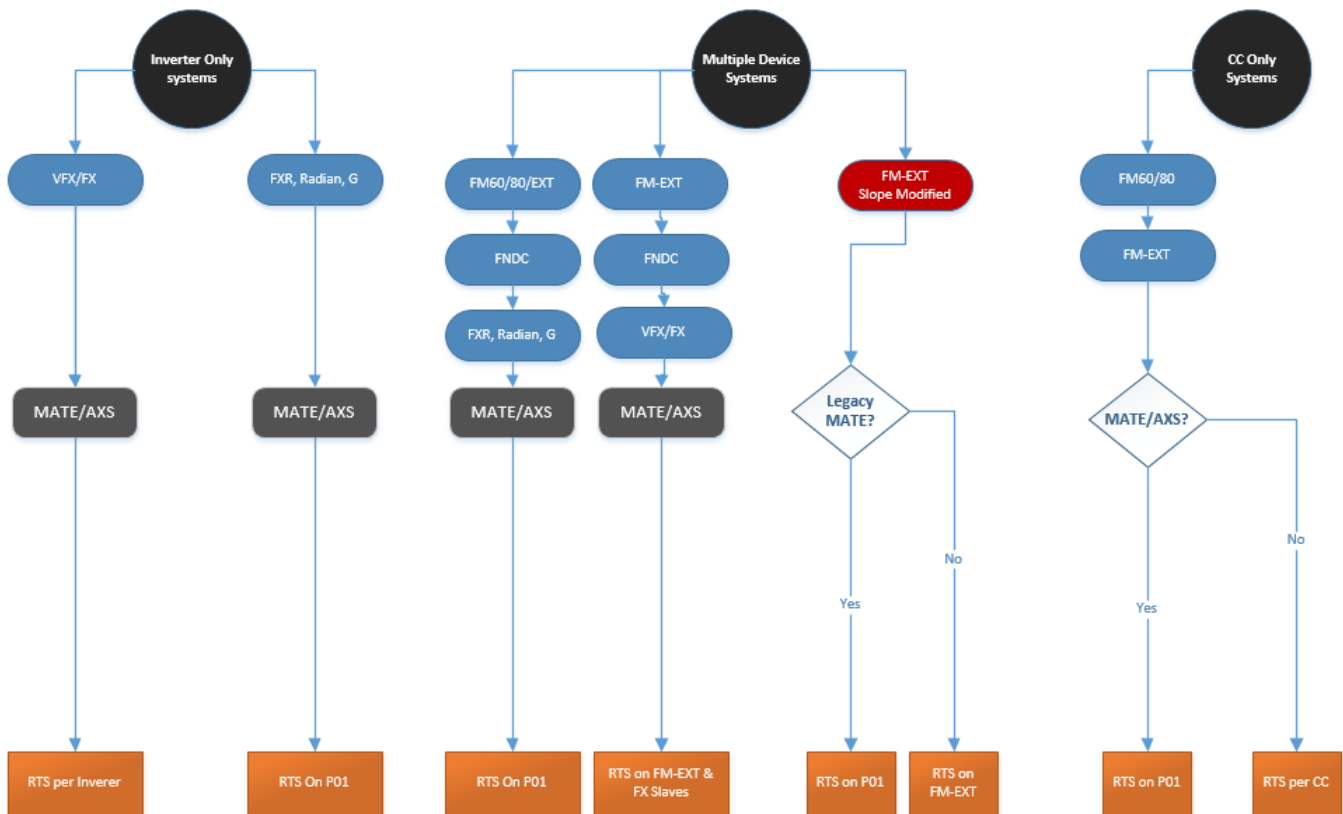 Inverter Only
systems
Multiple Device
Systems
CC Only
Systems
VFX/FX
FXR, Radian, G
FM60/80/EXT
FM-EXT
FM-EXT
Slope Modified
FM60/80
FNDC
FNDC
FM-EXT
FXR, Radian, G
VFX/FX
MATE/AXS
MATE/AXS
MATE/AXS
MATE/AXS
Legacy
MATE?
MATE/AXS?
No
No
Yes
Yes
RTS per Inverer
RTS On P01
RTS On P01
RTS on FM-EXT &
FX Slaves
RTS on P01
RTS on
FM-EXT
RTS on P01
RTS per CC